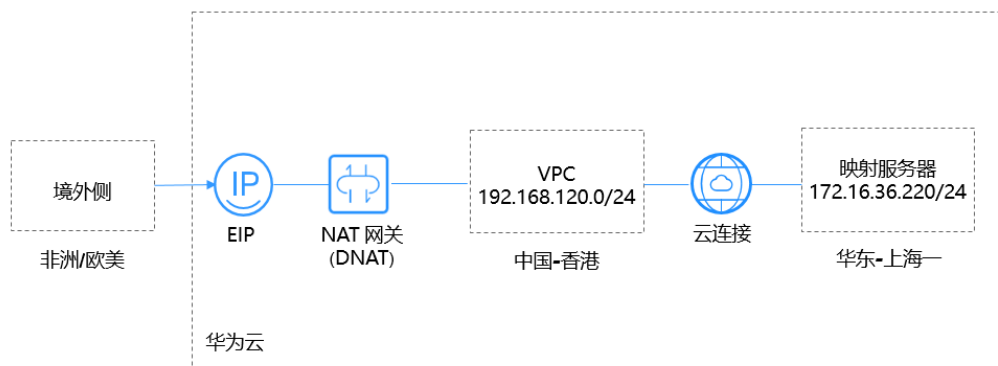 境外侧
非洲/欧美
IP
EIP
NAT 网关
(DNAT)
VPC
192.168.120.0/24
中国-香港
云连接
映射服务器
172.16.36.220/24
华东-上海一
华为云